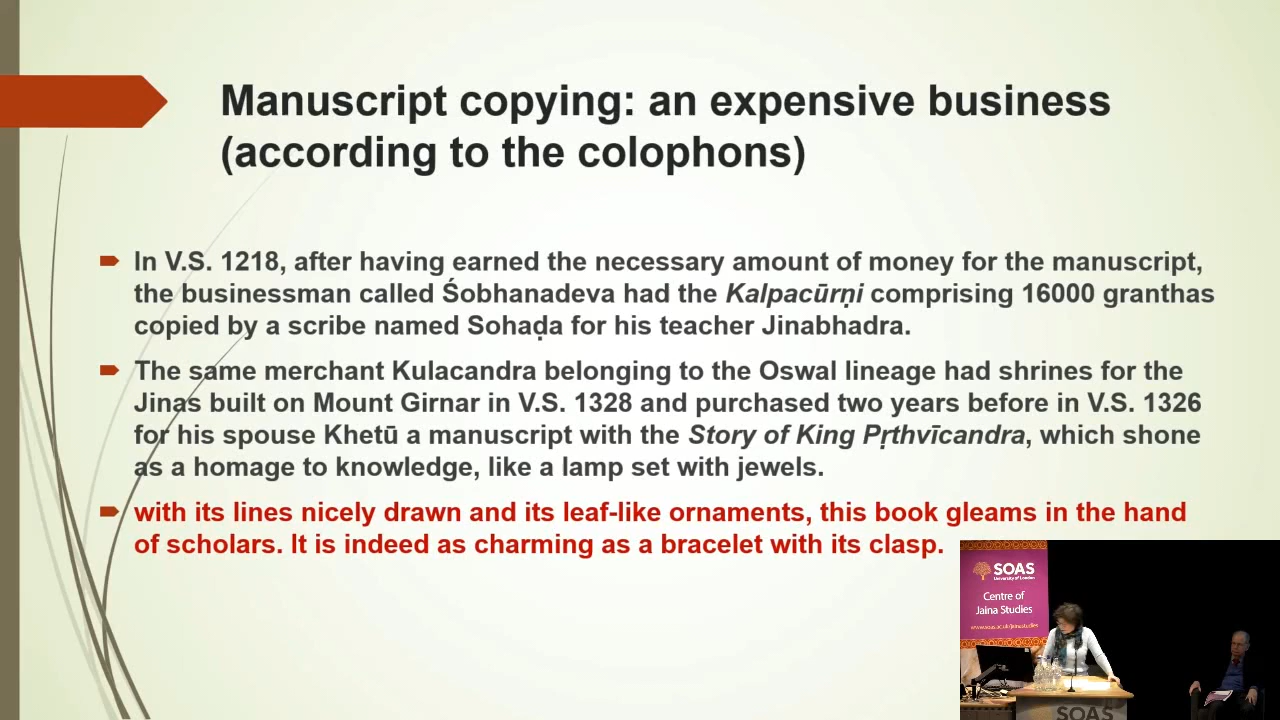 Manuscript copying: an expensive business
(according to the colophons)
In V.S. 1218, after having earned the necessary amount of money for the manuscript,
the businessman called Śobhanadeva had the Kalpacūrṇi comprising 16000 granthas
copied by a scribe named Sohaḍa for his teacher Jinabhadra.
The same merchant Kulacandra belonging to the Oswal lineage had shrines for the
Jinas built on Mount Girnar in V.S. 1328 and purchased two years before in V.S. 1326
for his spouse Khetū a manuscript with the Story of King Pṛthvīcandra, which shone
as a homage to knowledge, like a lamp set with jewels.
with its lines nicely drawn and its leaf-like ornaments, this book gleams in the hand
of scholars. It is indeed as charming as a bracelet with its clasp.
SOAS
University of London
Centre of
Jaina Studies
www.soas.ac.uk/jainastudies
SOAS